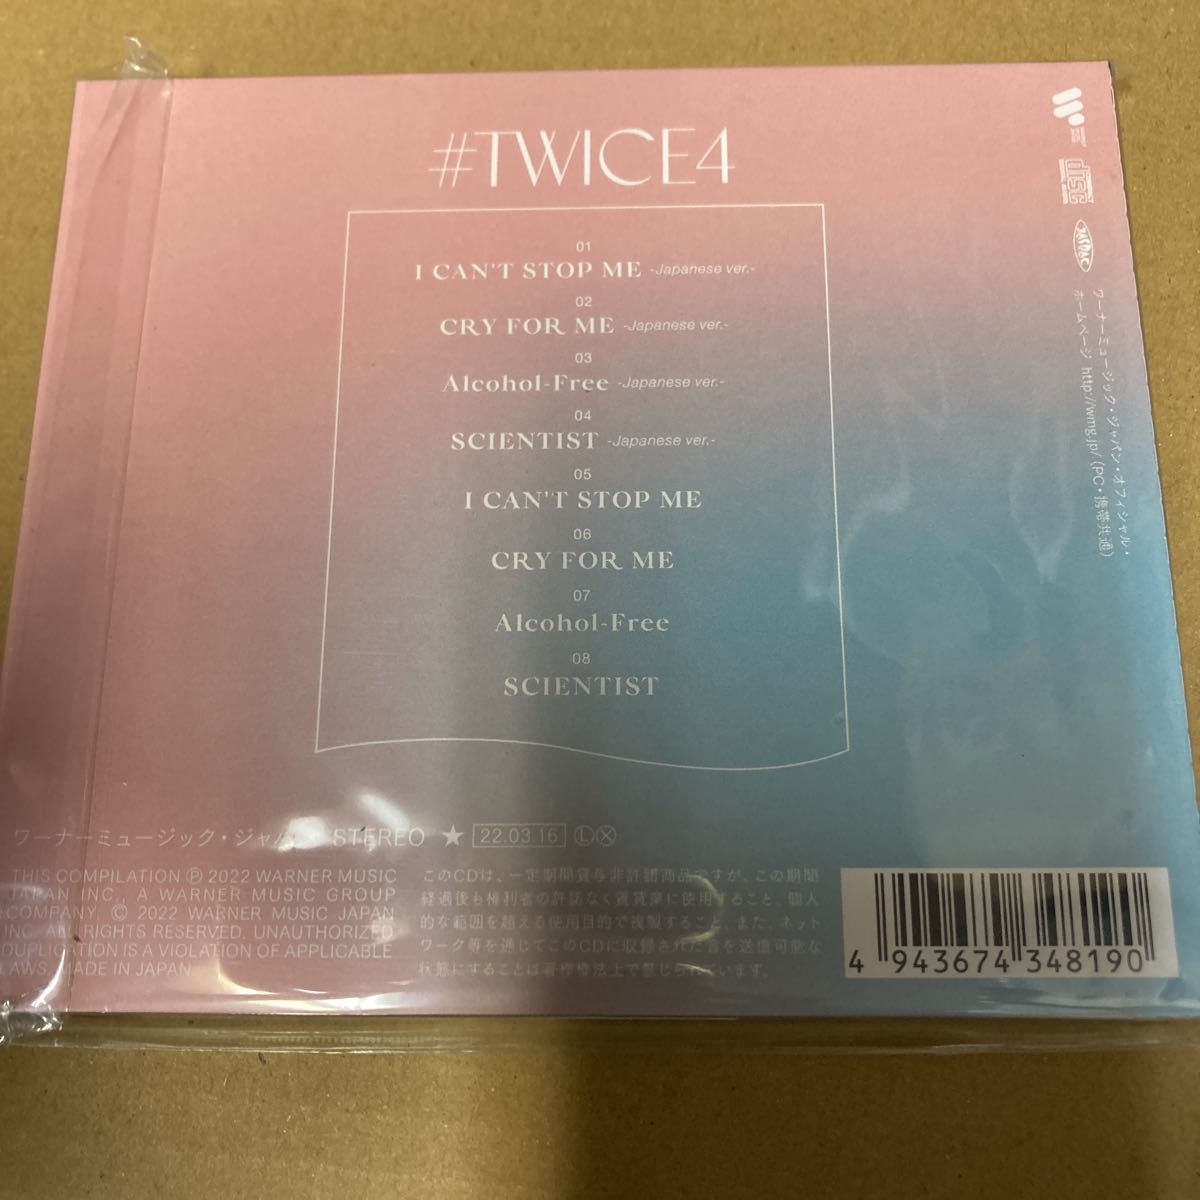 #TWICE4
01
I CAN'T STOP ME -Japanese ver.-
02
CRY FOR ME -Japanese ver.-
03
Alcohol-Free -Japanese ver.-
04
SCIENTIST -Japanese ver.-
05
I CAN'T STOP ME
06
CRY FOR ME
07
Alcohol-Free
08
SCIENTIST
disc
JASRAC
ワーナーミュージック・ジャパン・オフィシャル・
ホームページ http://wmg.jp/ (PC・携帯共通)
ワーナーミュージック・ジャパン STEREO ★ 22.03.16 Ⓛ Ⓧ
THIS COMPILATION Ⓟ 2022 WARNER MUSIC
JAPAN INC., A WARNER MUSIC GROUP
COMPANY. © 2022 WARNER MUSIC JAPAN
INC. ALL RIGHTS RESERVED. UNAUTHORIZED
DUPLICATION IS A VIOLATION OF APPLICABLE
LAWS. MADE IN JAPAN
このCDは、一定期間貸与非許諾商品ですが、この期間
経過後も権利者の許諾なく賃貸業に使用すること、個人
的な範囲を超える使用目的で複製すること、また、ネット
ワーク等を通じてこのCDに収録された音を送信可能な
状態にすることは著作権法上で禁じられています。
4 943674 348190